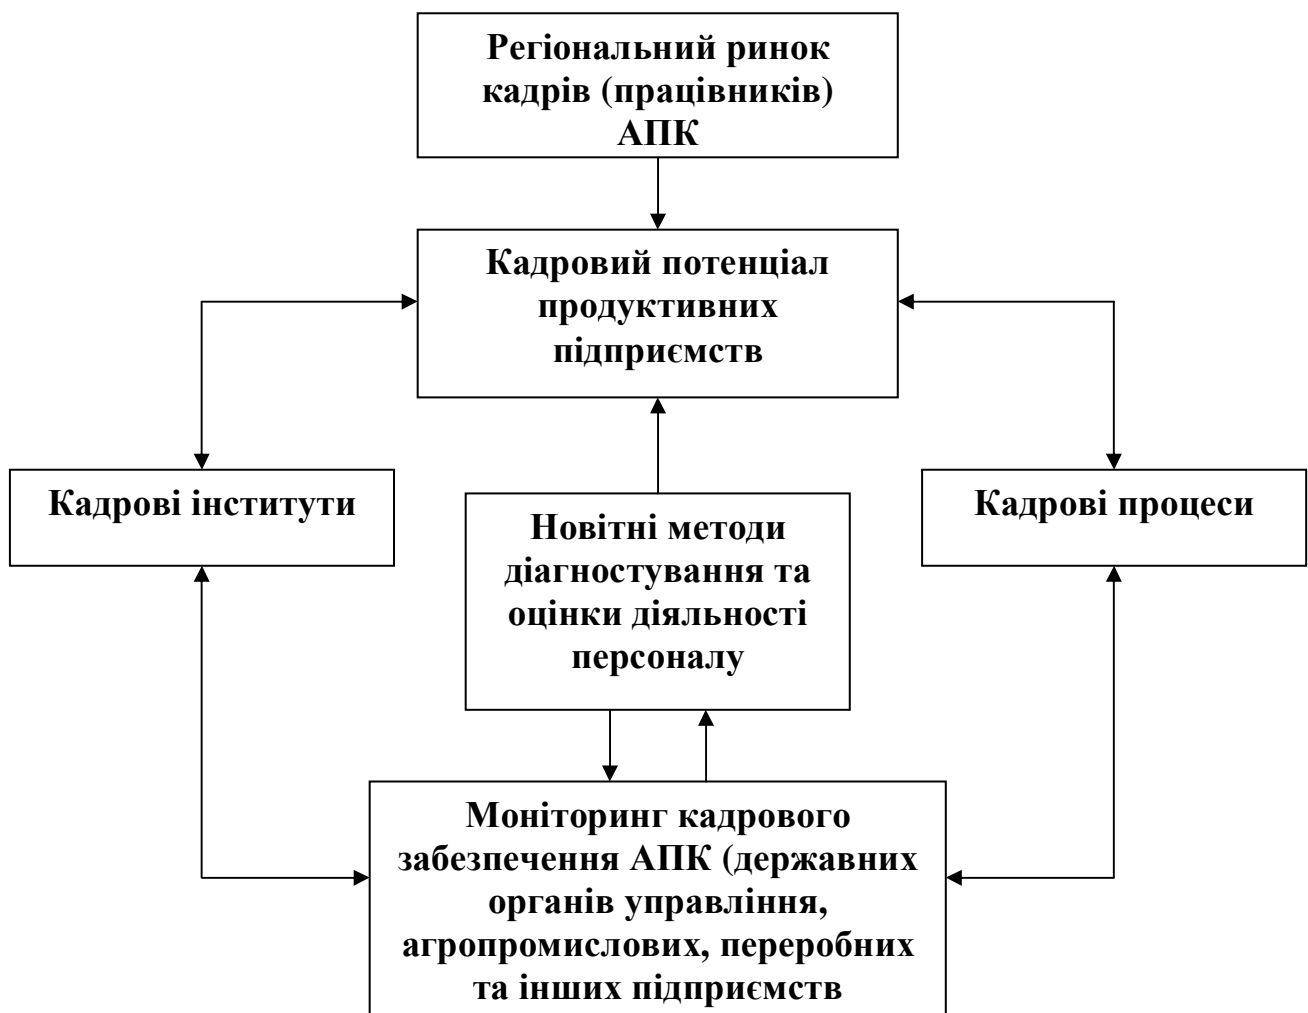 Регіональний ринок
кадрів (працівників)
АПК
Кадровий потенціал
продуктивних
підприємств
Кадрові інститути
Новітні методи
діагностування та
оцінки діяльності
персоналу
Кадрові процеси
Моніторинг кадрового
забезпечення АПК (державних
органів управління,
агропромислових, переробних
та інших підприємств